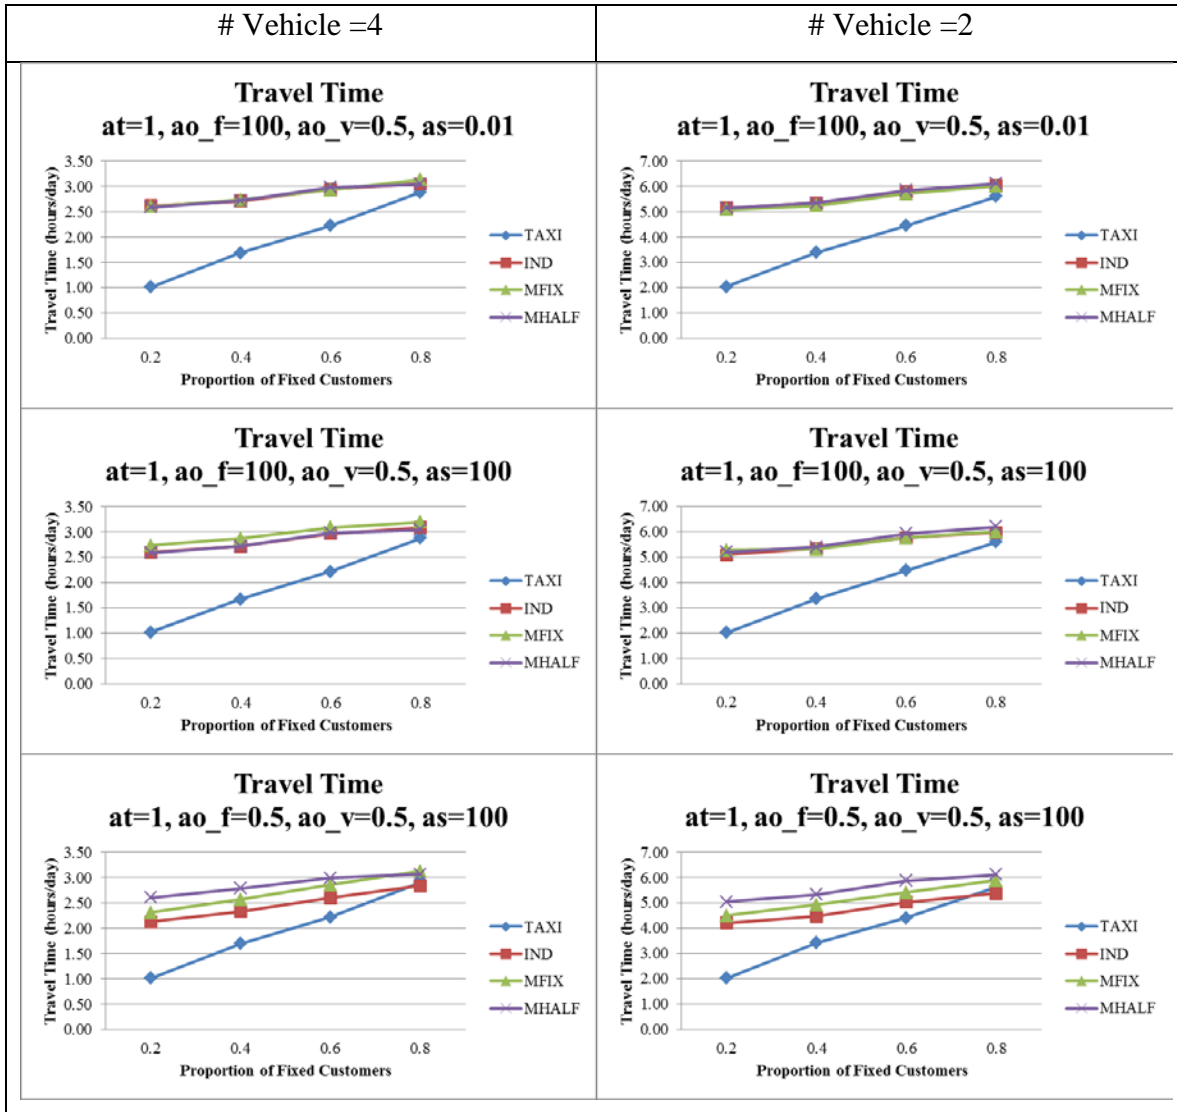 # Vehicle =4
# Vehicle =2
Travel Time
at=1, ao_f=100, ao_v=0.5, as=0.01
Travel Time (hours/day)
3.50
3.00
2.50
2.00
1.50
1.00
0.50
0.00
0.2 0.4 0.6 0.8
Proportion of Fixed Customers
TAXI
IND
MFIX
MHALF
Travel Time
at=1, ao_f=100, ao_v=0.5, as=0.01
Travel Time (hours/day)
7.00
6.00
5.00
4.00
3.00
2.00
1.00
0.00
0.2 0.4 0.6 0.8
Proportion of Fixed Customers
TAXI
IND
MFIX
MHALF
Travel Time
at=1, ao_f=100, ao_v=0.5, as=100
Travel Time (hours/day)
3.50
3.00
2.50
2.00
1.50
1.00
0.50
0.00
0.2 0.4 0.6 0.8
Proportion of Fixed Customers
TAXI
IND
MFIX
MHALF
Travel Time
at=1, ao_f=100, ao_v=0.5, as=100
Travel Time (hours/day)
7.00
6.00
5.00
4.00
3.00
2.00
1.00
0.00
0.2 0.4 0.6 0.8
Proportion of Fixed Customers
TAXI
IND
MFIX
MHALF
Travel Time
at=1, ao_f=0.5, ao_v=0.5, as=100
Travel Time (hours/day)
3.50
3.00
2.50
2.00
1.50
1.00
0.50
0.00
0.2 0.4 0.6 0.8
Proportion of Fixed Customers
TAXI
IND
MFIX
MHALF
Travel Time
at=1, ao_f=0.5, ao_v=0.5, as=100
Travel Time (hours/day)
7.00
6.00
5.00
4.00
3.00
2.00
1.00
0.00
0.2 0.4 0.6 0.8
Proportion of Fixed Customers
TAXI
IND
MFIX
MHALF